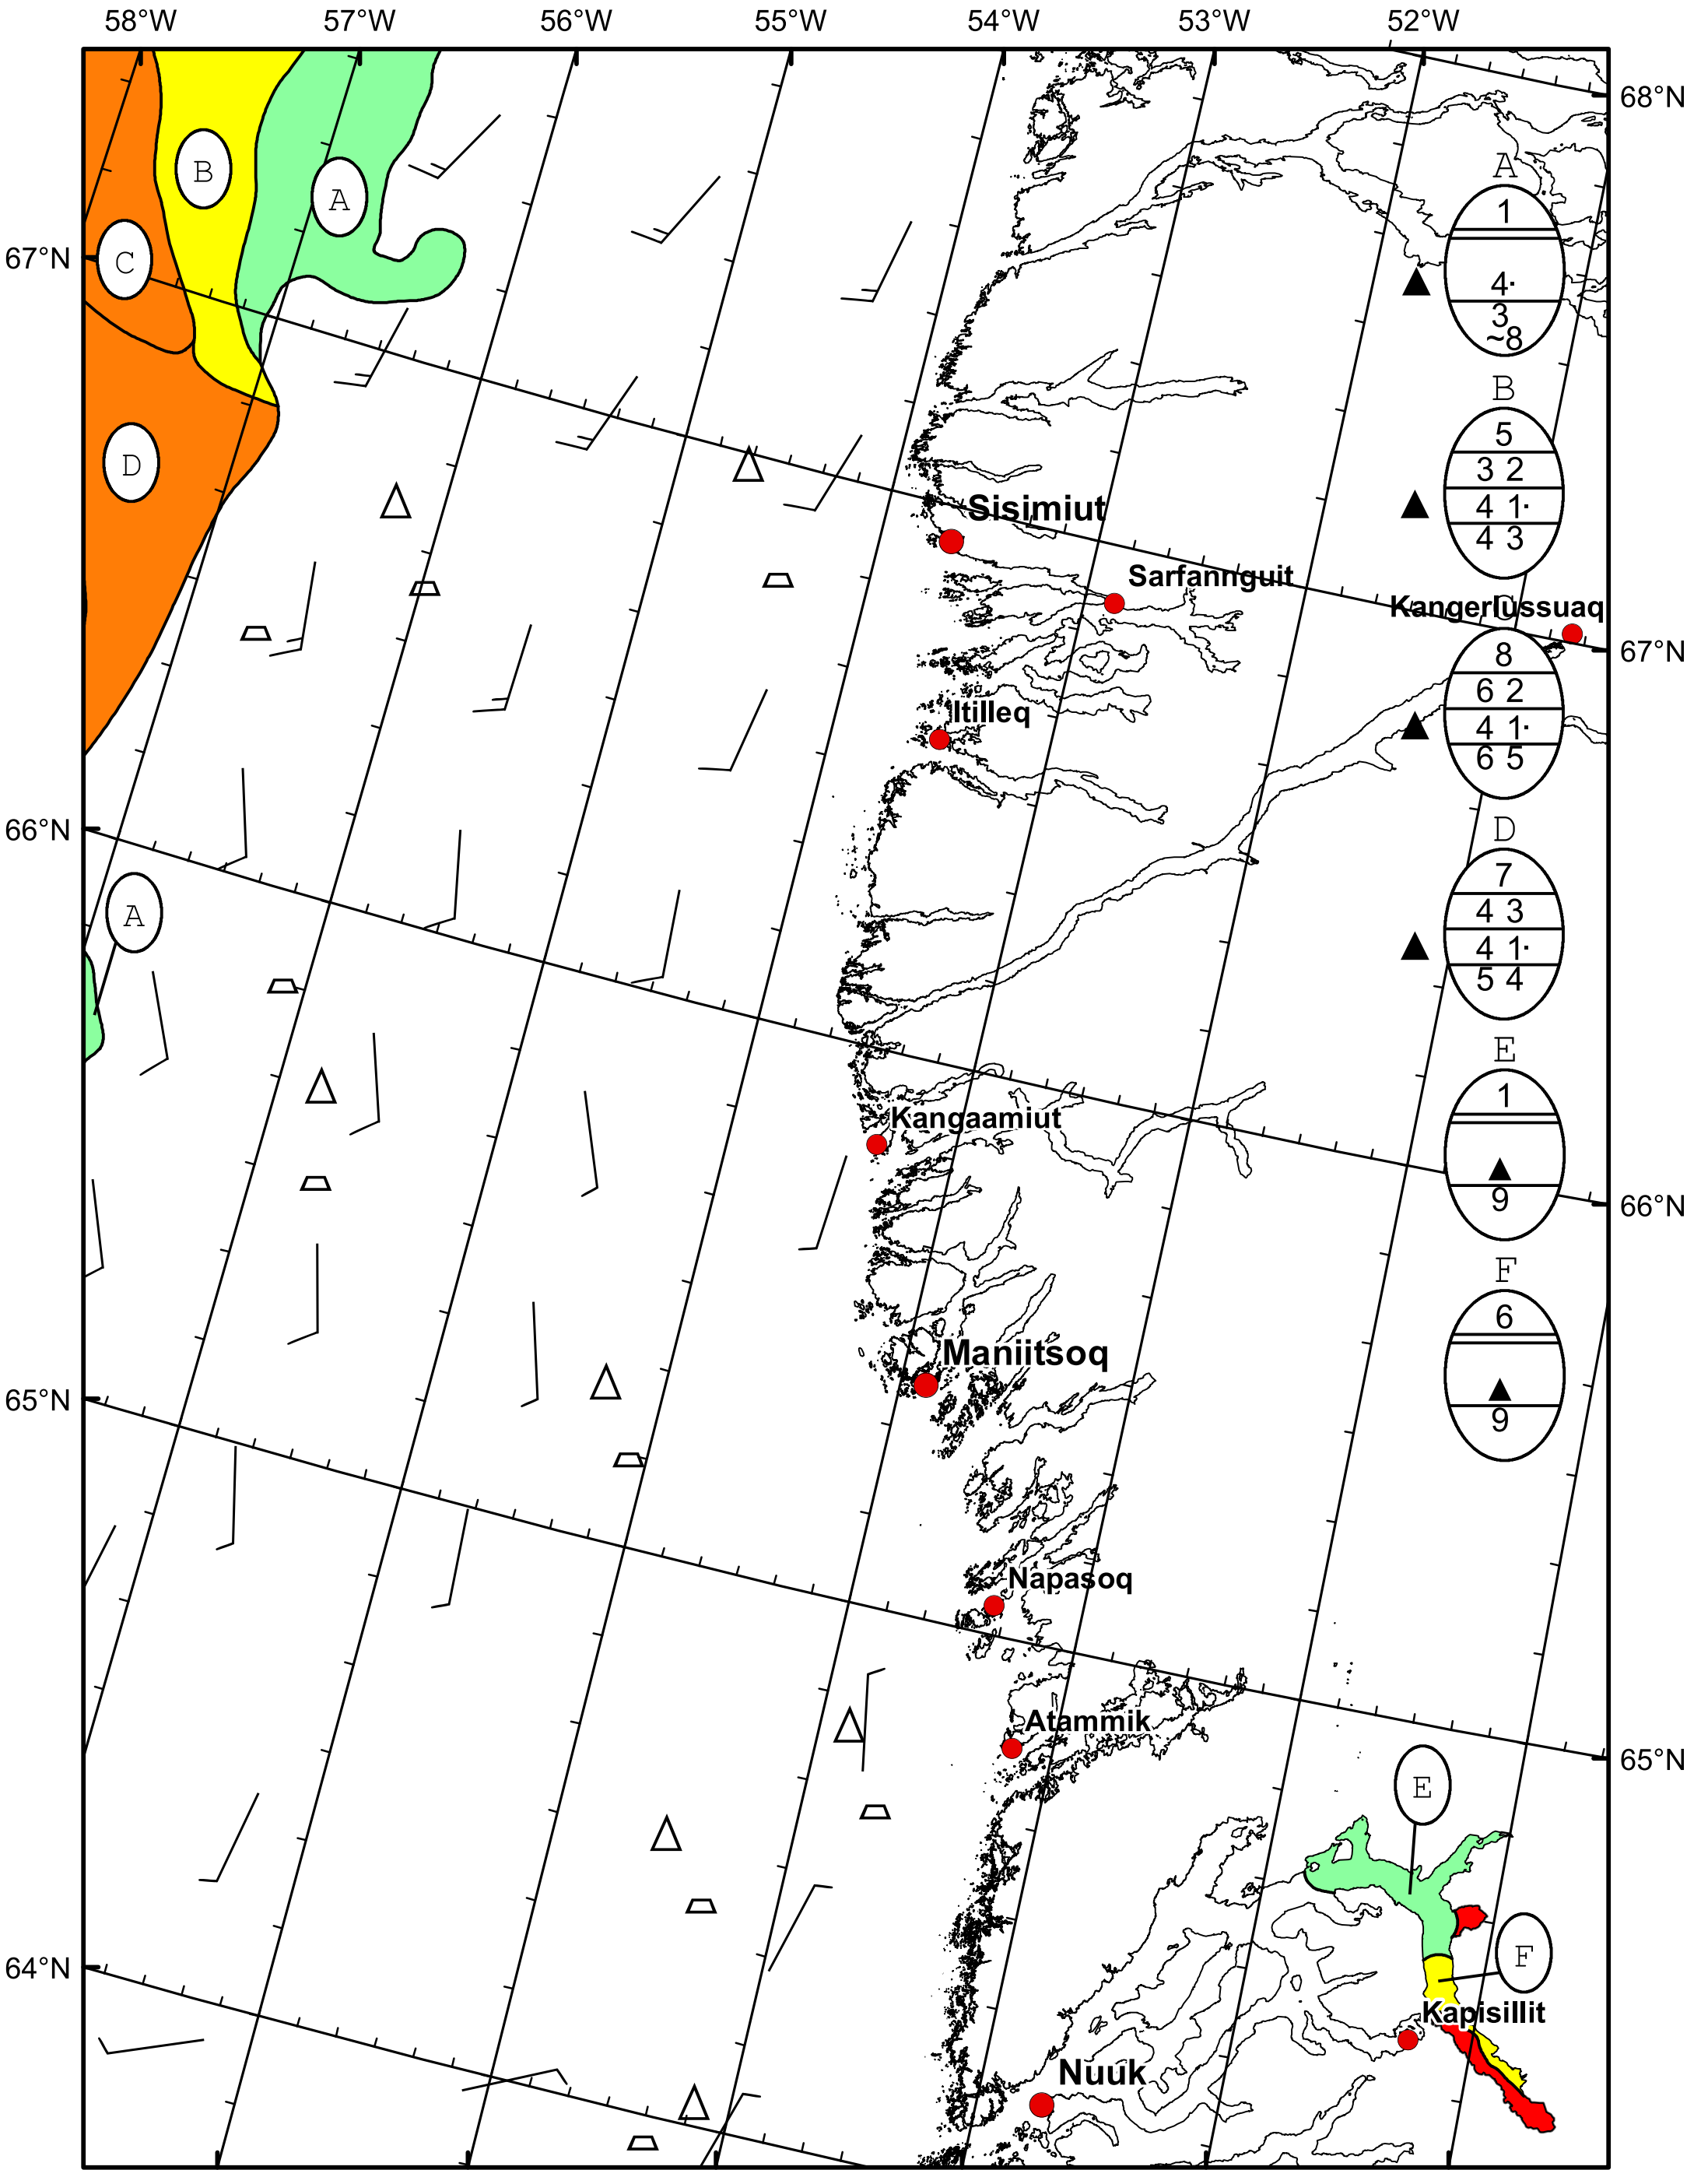 58°W 57°W 56°W 55°W 54°W 53°W 52°W
68°N
A
1
4·
3
~8
B
A
C
67°N
B
5
3 2
4 1·
4 3
D
Sisimiut
Sarfannguit
Kangerlussuaq
C
67°N
8
6 2
4 1·
6 5
Itilleq
66°N
D
7
4 3
4 1·
5 4
A
E
1
9
Kangaamiut
66°N
F
6
9
Maniitsoq
65°N
Napasoq
Atammik
65°N
E
F
64°N
Kapisillit
Nuuk